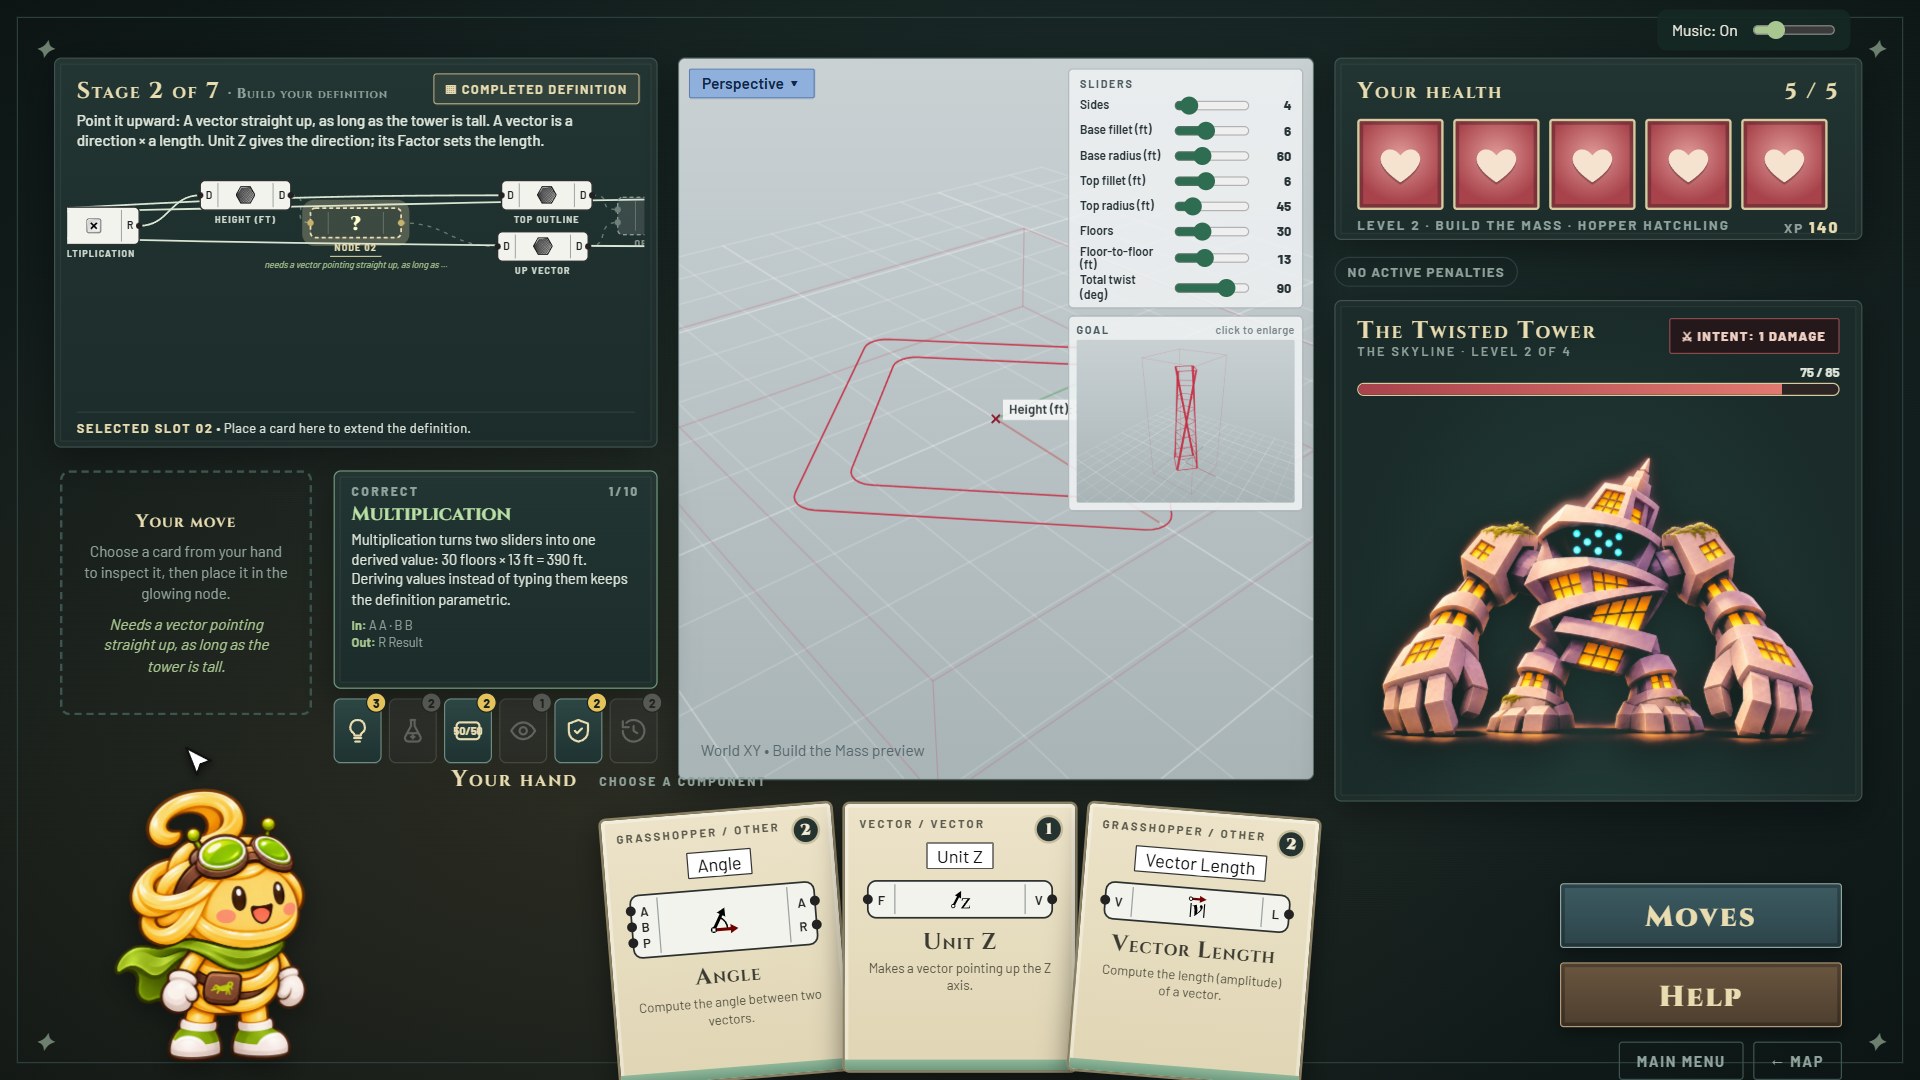 Music: On
STAGE 2 OF 7 · BUILD YOUR DEFINITION
COMPLETED DEFINITION
Point it upward: A vector straight up, as long as the tower is tall. A vector is a
direction × a length. Unit Z gives the direction; its Factor sets the length.
R
LTIPLICATION
D D
HEIGHT (FT)
?
NODE 02
needs a vector pointing straight up, as long as ...
D D
TOP OUTLINE
D D
UP VECTOR
SELECTED SLOT 02 • Place a card here to extend the definition.
YOUR MOVE
Choose a card from your hand
to inspect it, then place it in the
glowing node.
Needs a vector pointing
straight up, as long as the
tower is tall.
CORRECT 1/10
MULTIPLICATION
Multiplication turns two sliders into one
derived value: 30 floors × 13 ft = 390 ft.
Deriving values instead of typing them keeps
the definition parametric.
In: A A · B B
Out: R Result
3 2 2 1 2 2
50/50
YOUR HAND CHOOSE A COMPONENT
Perspective ▾
SLIDERS
Sides 4
Base fillet (ft) 6
Base radius (ft) 60
Top fillet (ft) 6
Top radius (ft) 45
Floors 30
Floor-to-floor
(ft) 13
Total twist
(deg) 90
GOAL click to enlarge
Height (ft)
World XY • Build the Mass preview
YOUR HEALTH 5 / 5
LEVEL 2 · BUILD THE MASS · HOPPER HATCHLING XP 140
NO ACTIVE PENALTIES
THE TWISTED TOWER
THE SKYLINE · LEVEL 2 OF 4
INTENT: 1 DAMAGE
75 / 85
GRASSHOPPER / OTHER 2
Angle
A A
B R
P
ANGLE
Compute the angle between two
vectors.
VECTOR / VECTOR 1
Unit Z
F Z V
UNIT Z
Makes a vector pointing up the Z
axis.
GRASSHOPPER / OTHER 2
Vector Length
V |v| L
VECTOR LENGTH
Compute the length (amplitude)
of a vector.
MOVES
HELP
MAIN MENU
← MAP